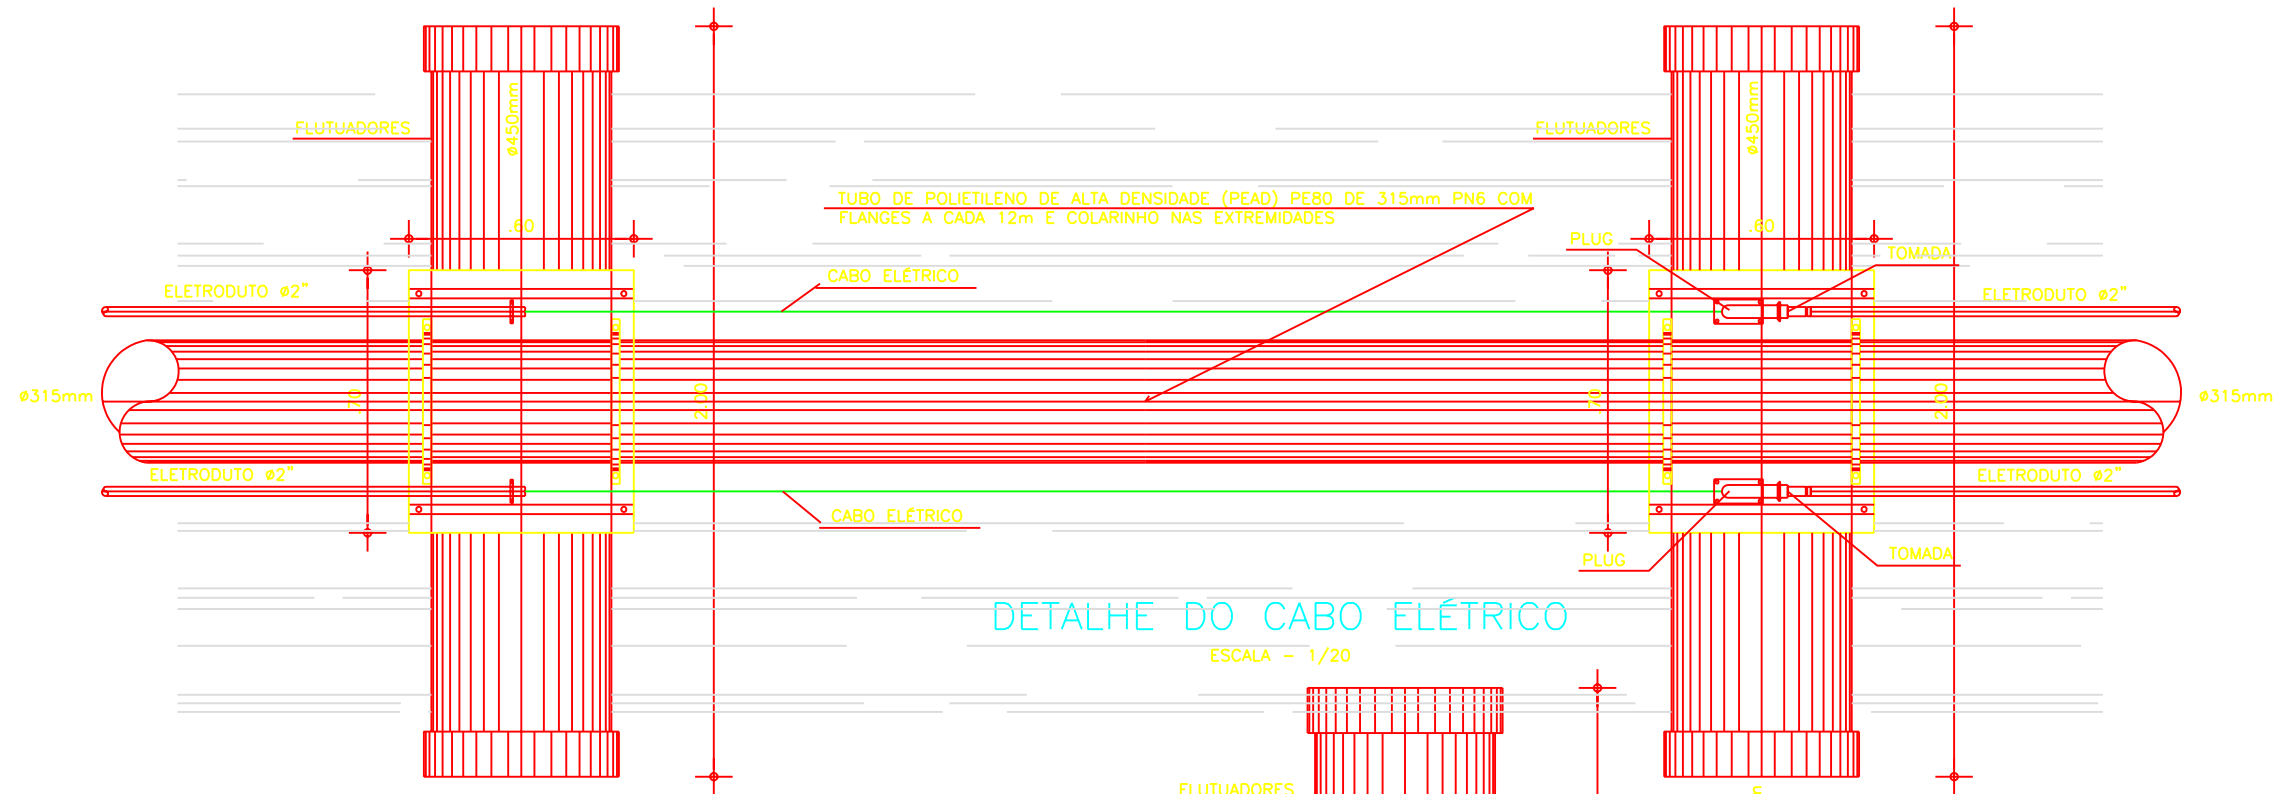 ø450mm
ø450mm
FLUTUADORES
FLUTUADORES
TUBO DE POLIETILENO DE ALTA DENSIDADE (PEAD) PE80 DE 315mm PN6 COM
FLANGES A CADA 12m E COLARINHO NAS EXTREMIDADES
.60
.60
PLUG
TOMADA
CABO ELÉTRICO
ELETRODUTO ø2"
ELETRODUTO ø2"
ø315mm
.70
2.00
.70
2.00
ø315mm
ELETRODUTO ø2"
ELETRODUTO ø2"
CABO ELÉTRICO
PLUG
TOMADA
DETALHE DO CABO ELÉTRICO
ESCALA - 1/20
FLUTUADORES